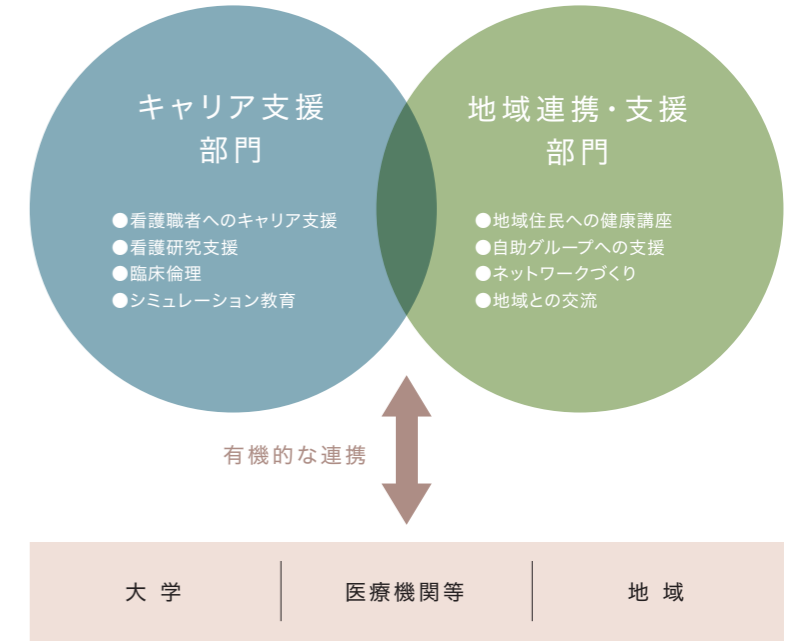 キャリア支援
部門
●看護職者へのキャリア支援
●看護研究支援
●臨床倫理
●シミュレーション教育
地域連携・支援
部門
●地域住民への健康講座
●自助グループへの支援
●ネットワークづくり
●地域との交流
有機的な連携
大 学
医療機関等
地 域